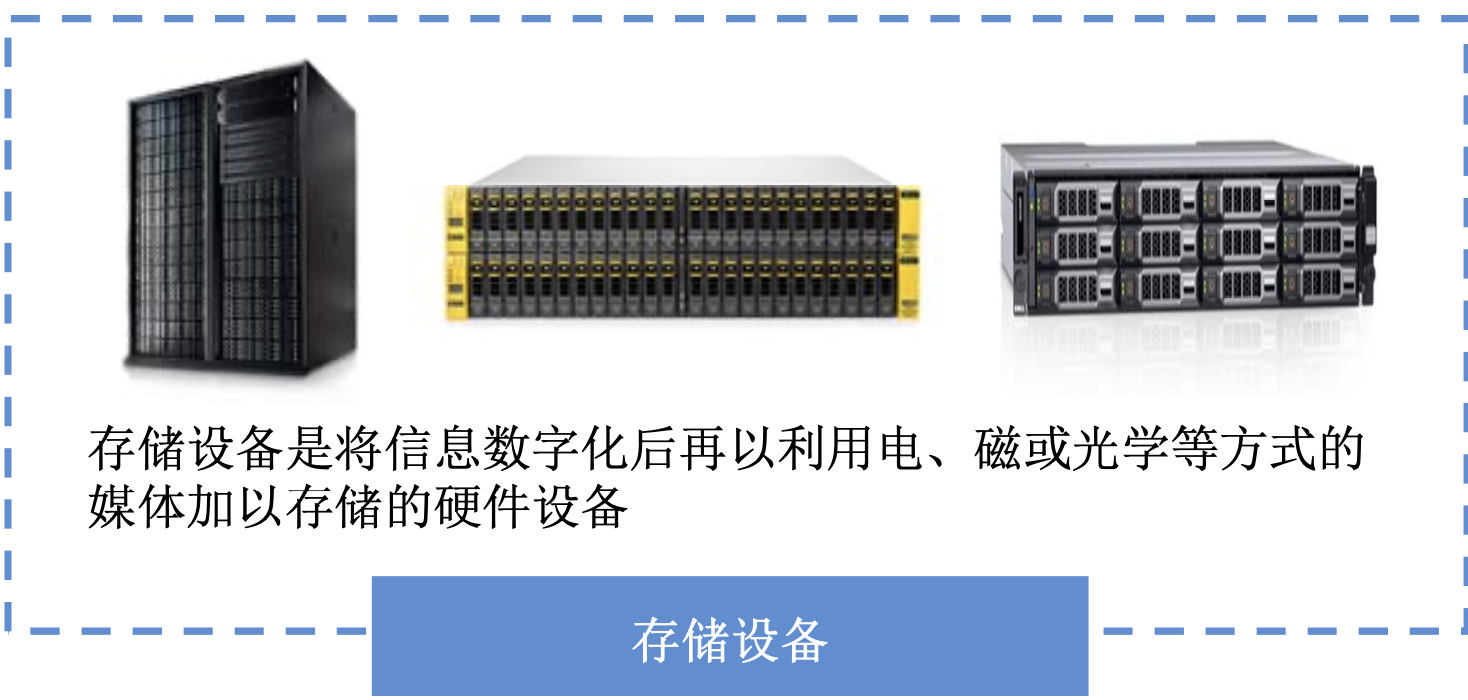 存储设备是将信息数字化后再以利用电、磁或光学等方式的
媒体加以存储的硬件设备
存储设备